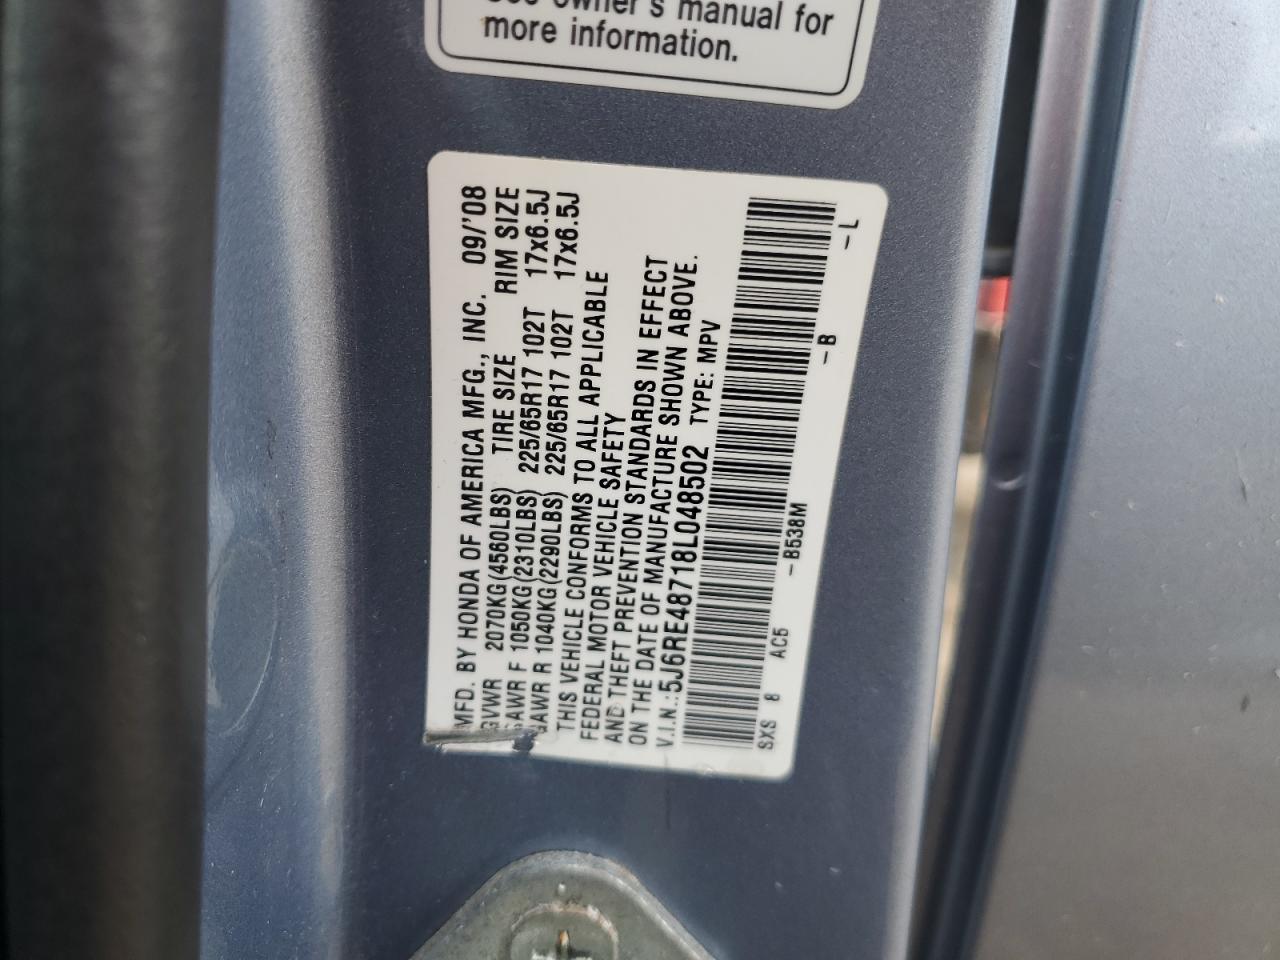 owner's manual for
more information.
MFD. BY HONDA OF AMERICA MFG., INC. 09/'08
GVWR 2070KG(4560LBS) TIRE SIZE RIM SIZE
GAWR F 1050KG(2310LBS) 225/65R17 102T 17x6.5J
GAWR R 1040KG(2290LBS) 225/65R17 102T 17x6.5J
THIS VEHICLE CONFORMS TO ALL APPLICABLE
FEDERAL MOTOR VEHICLE SAFETY
AND THEFT PREVENTION STANDARDS IN EFFECT
ON THE DATE OF MANUFACTURE SHOWN ABOVE.
V.I.N.:5J6RE48718L048502 TYPE: MPV
SXS 8 AC5 -B538M -B -L